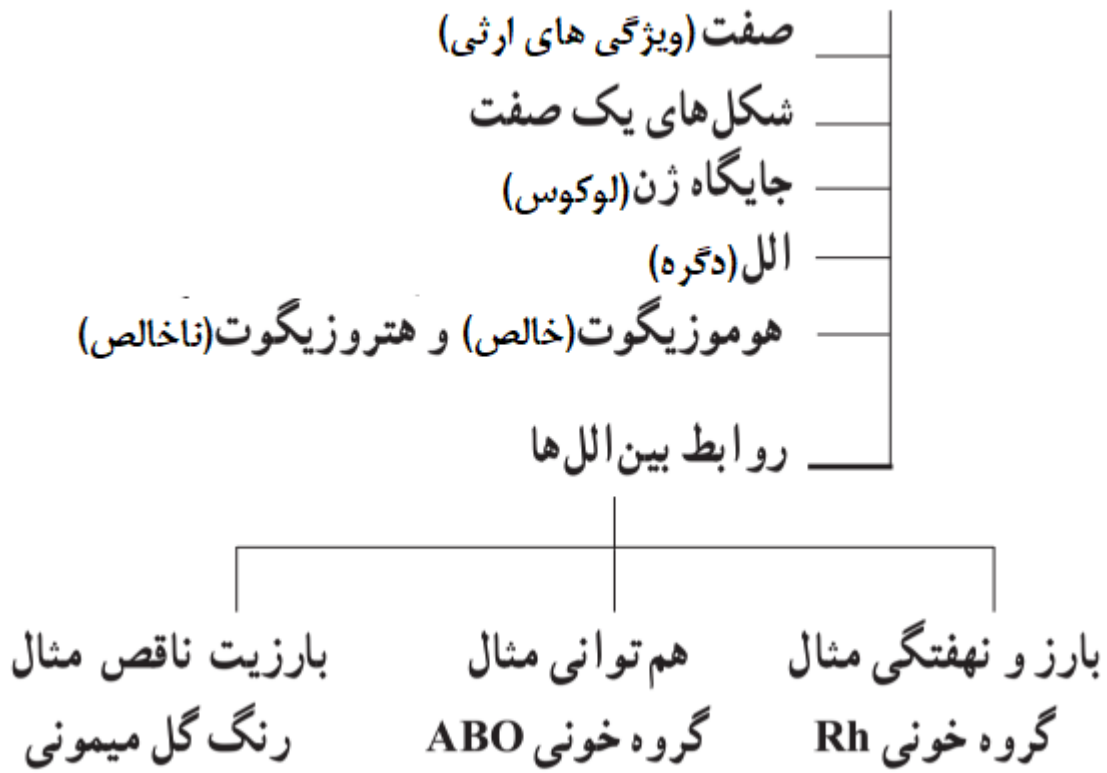 صفت (ویژگی های ارثی)
شکل‌های یک صفت
جایگاه ژن (لوکوس)
الل (دگره)
هوموزیگوت (خالص) و هتروزیگوت (ناخالص)
روابط بین الل‌ها
بارز و نهفتگی مثال
گروه خونی Rh
هم‌توانی مثال
گروه خونی ABO
بارزیت ناقص مثال
رنگ گل میمونی